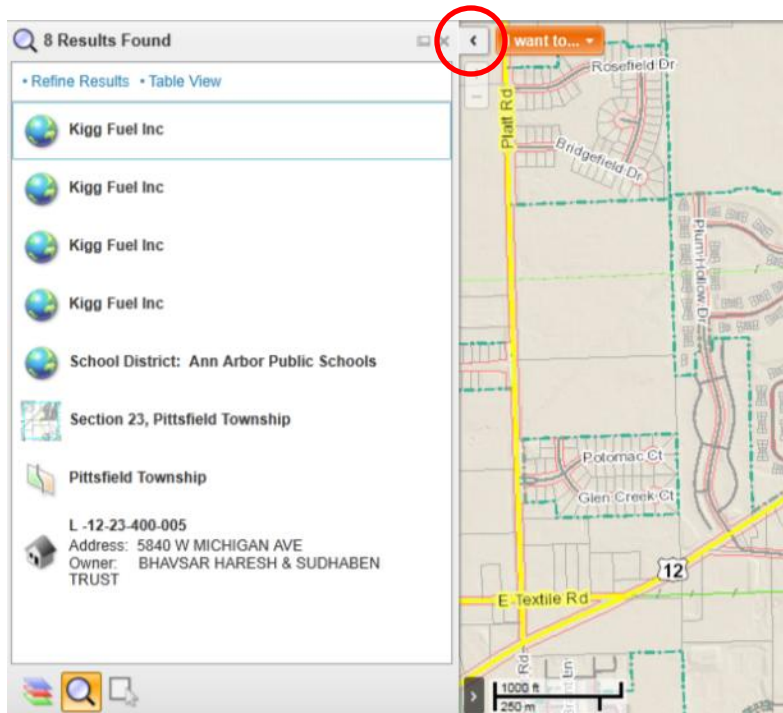 8 Results Found
I want to...
• Refine Results • Table View
Kigg Fuel Inc
Kigg Fuel Inc
Kigg Fuel Inc
Kigg Fuel Inc
School District: Ann Arbor Public Schools
Section 23, Pittsfield Township
Pittsfield Township
L -12-23-400-005
Address: 5840 W MICHIGAN AVE
Owner: BHAVSAR HARESH & SUDHABEN
TRUST
Rosefield Dr
Platt Rd
Bridgefield Dr
Plum Hollow Dr
Potomac Ct
Glen Creek Ct
12
E Textile Rd
Rd
Ln
1000 ft
250 m